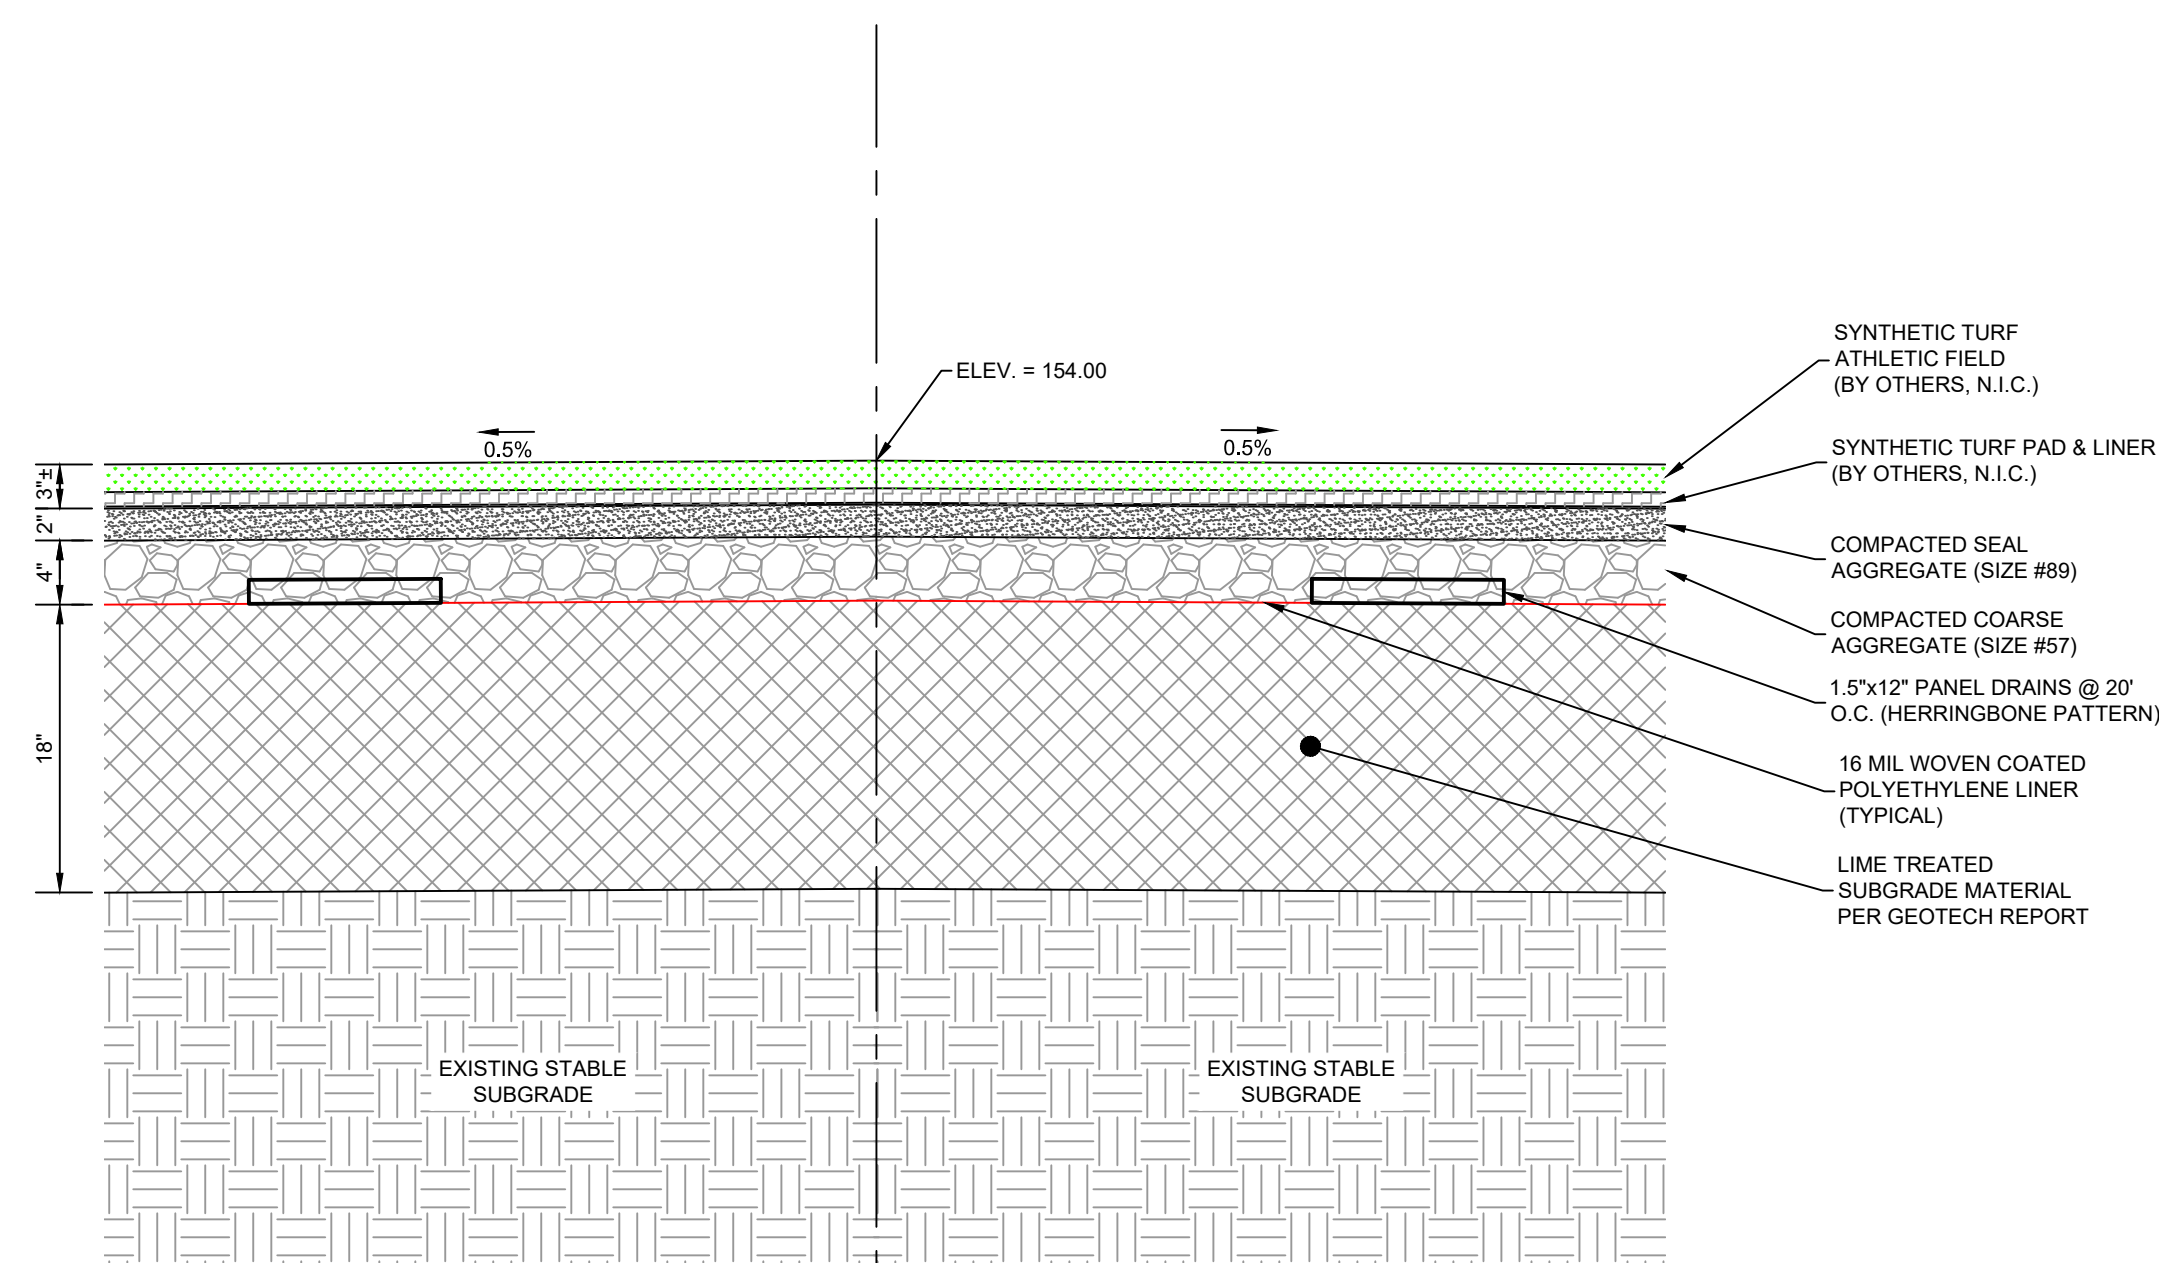 ELEV. = 154.00
0.5%
0.5%
3"±
2"
4"
18"
SYNTHETIC TURF
ATHLETIC FIELD
(BY OTHERS, N.I.C.)
SYNTHETIC TURF PAD & LINER
(BY OTHERS, N.I.C.)
COMPACTED SEAL
AGGREGATE (SIZE #89)
COMPACTED COARSE
AGGREGATE (SIZE #57)
1.5"x12" PANEL DRAINS @ 20'
O.C. (HERRINGBONE PATTERN)
16 MIL WOVEN COATED
POLYETHYLENE LINER
(TYPICAL)
LIME TREATED
SUBGRADE MATERIAL
PER GEOTECH REPORT
EXISTING STABLE
SUBGRADE
EXISTING STABLE
SUBGRADE